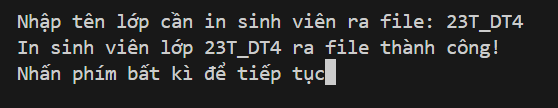 Nhập tên lớp cần in sinh viên ra file: 23T_DT4
In sinh viên lớp 23T_DT4 ra file thành công!
Nhấn phím bất kì để tiếp tục